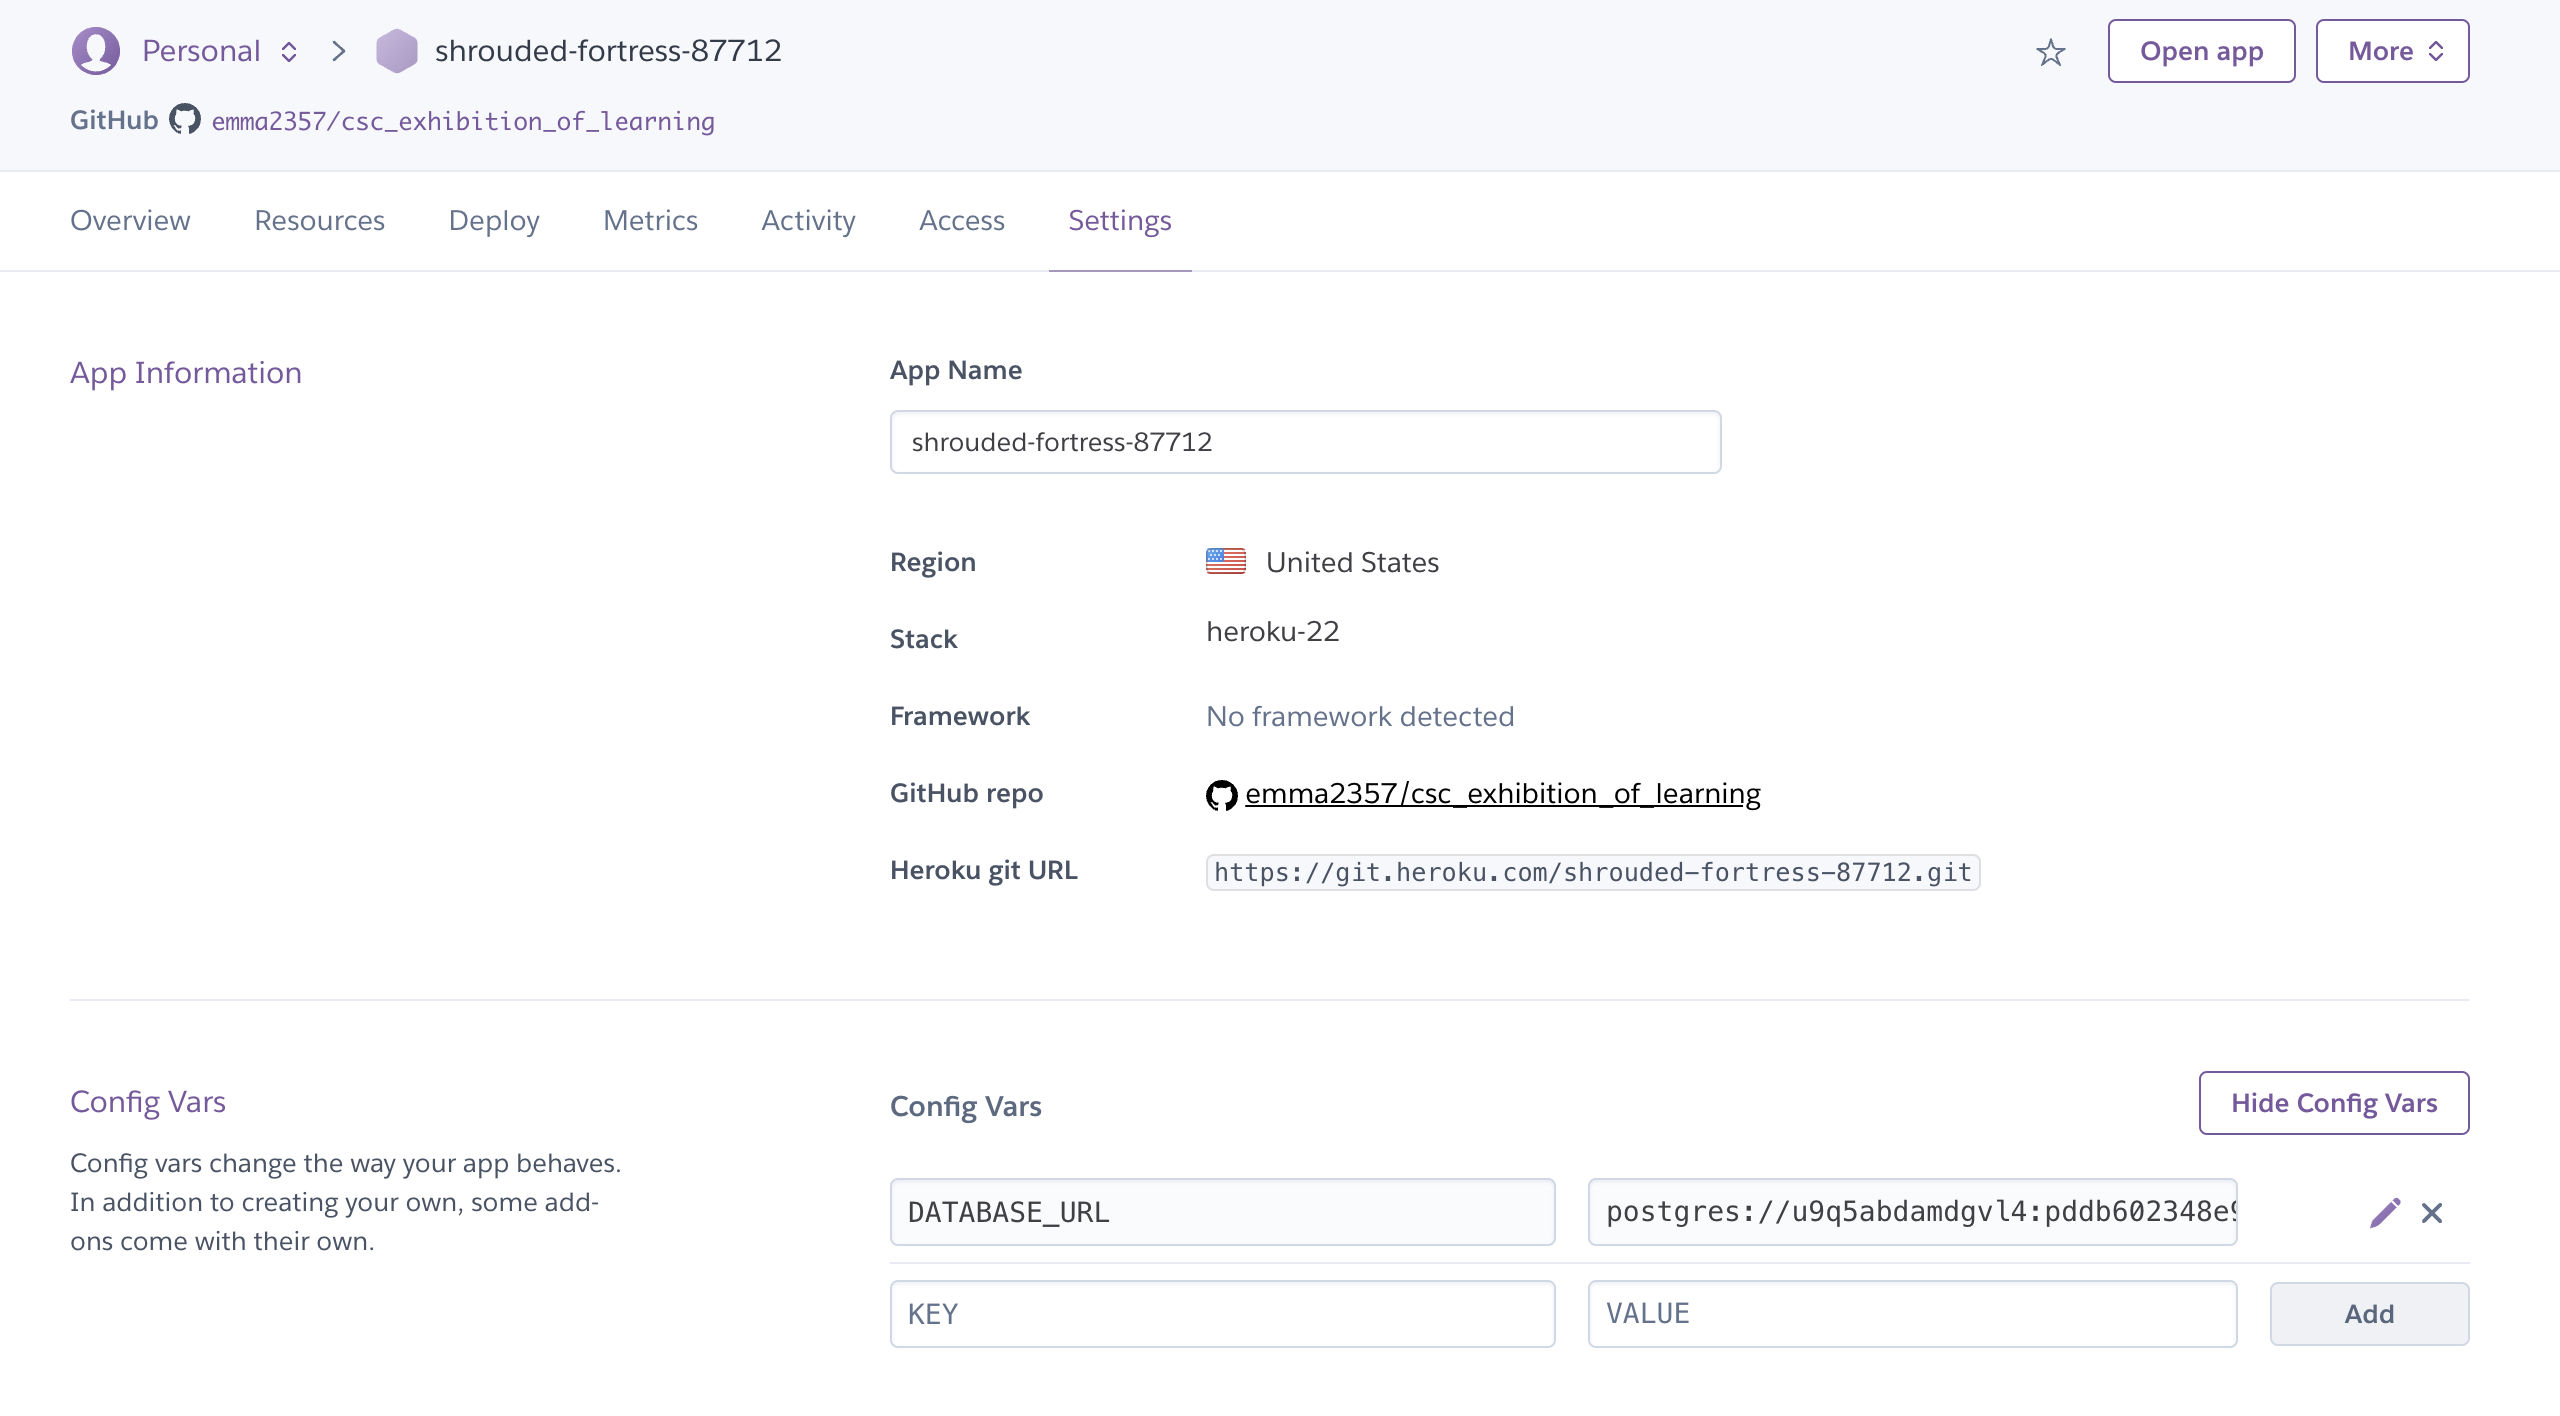 Personal > shrouded-fortress-87712
Open app
More
GitHub emma2357/csc_exhibition_of_learning
Overview Resources Deploy Metrics Activity Access Settings
App Information
App Name
shrouded-fortress-87712
Region United States
Stack heroku-22
Framework No framework detected
GitHub repo emma2357/csc_exhibition_of_learning
Heroku git URL https://git.heroku.com/shrouded-fortress-87712.git
Config Vars
Config vars change the way your app behaves.
In addition to creating your own, some add-
ons come with their own.
Config Vars
Hide Config Vars
DATABASE_URL postgres://u9q5abdamdgvl4:pddb602348e9
KEY VALUE Add